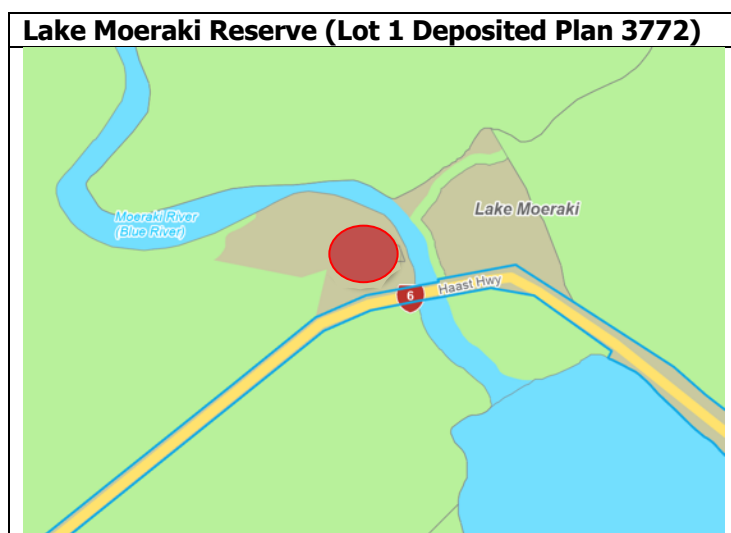 Lake Moeraki Reserve (Lot 1 Deposited Plan 3772)
Moeraki River
(Blue River)
Lake Moeraki
Haast Hwy
6